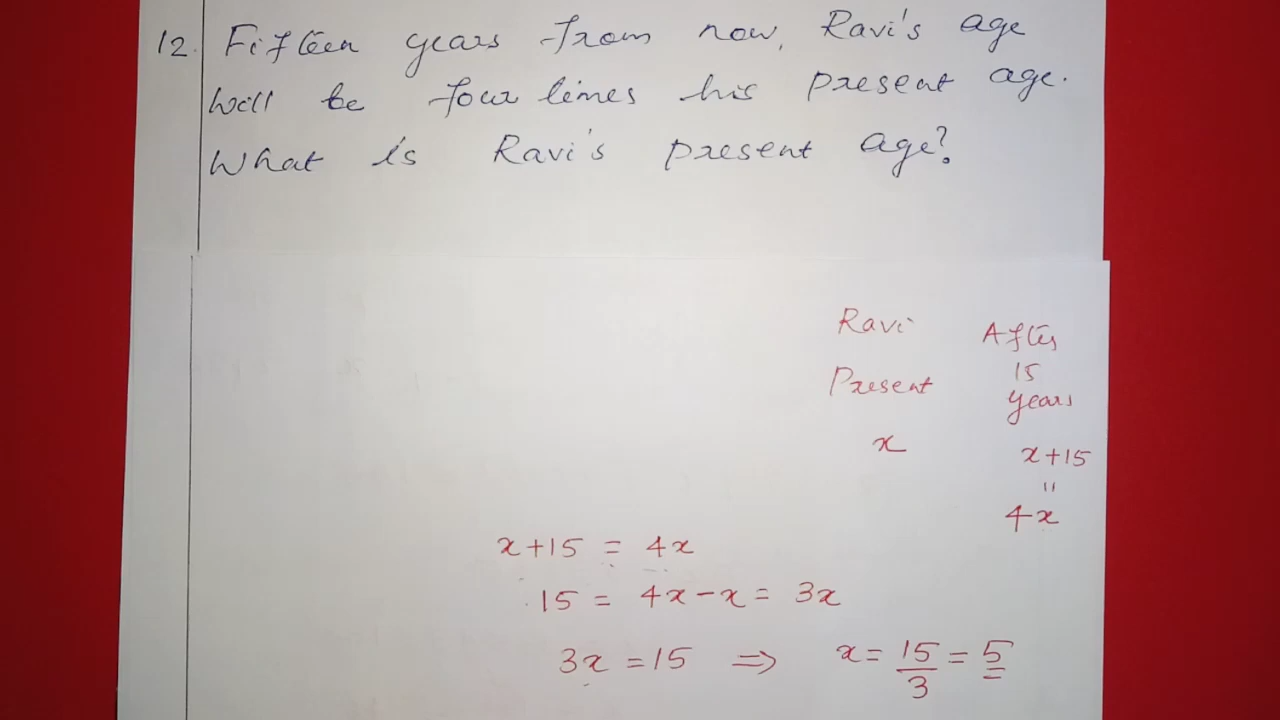 12. Fifteen years from now, Ravi's age
will be four times his present age.
What is Ravi's present age?
Ravi After
Present 15
years
x x+15
"
4x
x+15 = 4x
15 = 4x-x = 3x
3x = 15 ⇒ x = 15/3 = 5